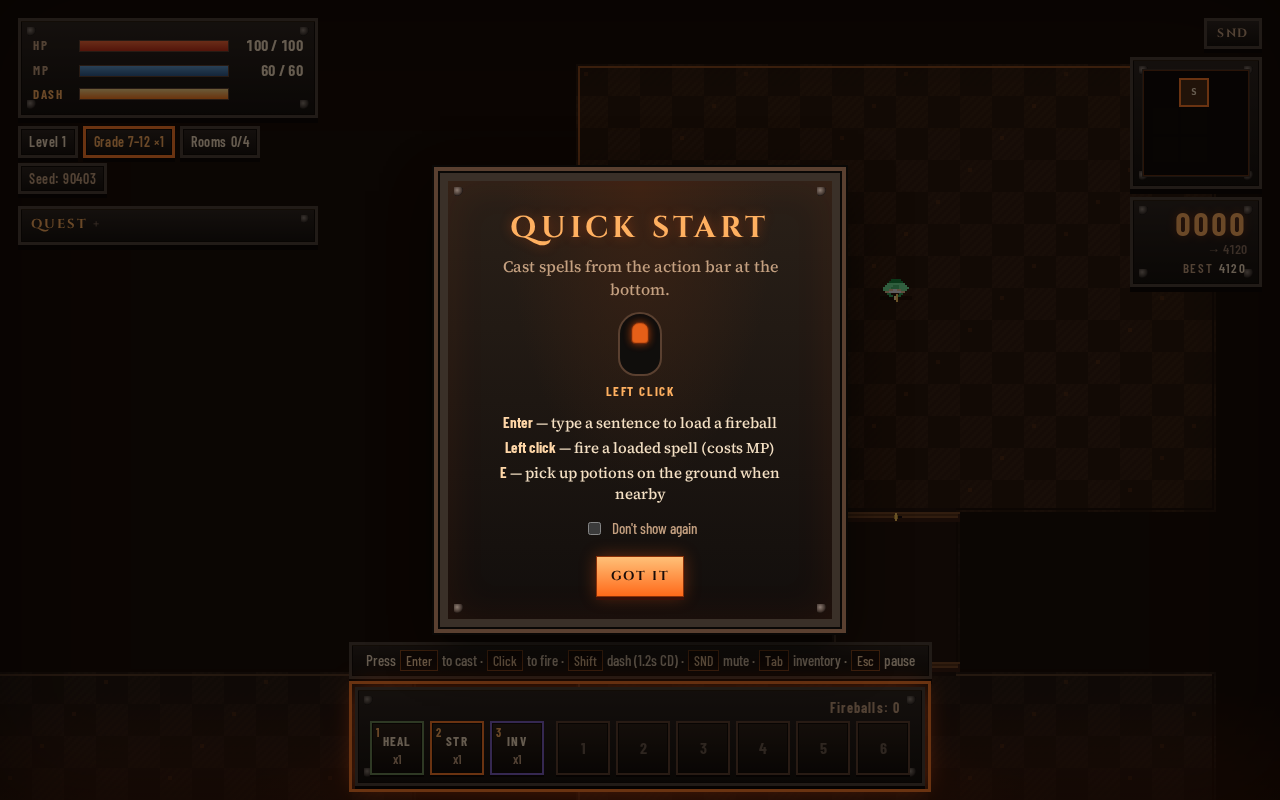 HP 100 / 100
MP 60 / 60
DASH
Level 1
Grade 7-12 ×1
Rooms 0/4
Seed: 90403
QUEST
SND
S
0000
→ 4120
BEST 4120
QUICK START
Cast spells from the action bar at the
bottom.
LEFT CLICK
Enter — type a sentence to load a fireball
Left click — fire a loaded spell (costs MP)
E — pick up potions on the ground when
nearby
Don't show again
GOT IT
Press Enter to cast · Click to fire · Shift dash (1.2s CD) · SND mute · Tab inventory · Esc pause
Fireballs: 0
1 HEAL x1
2 STR x1
3 INV x1
1 2 3 4 5 6